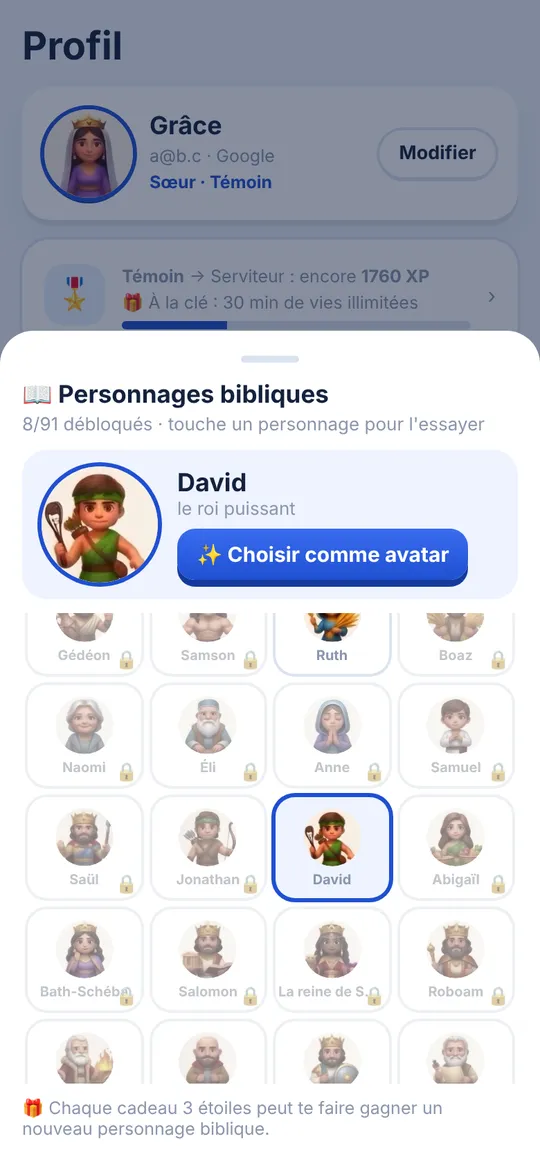 Profil
Grâce
a@b.c · Google
Sœur · Témoin
Modifier
Témoin → Serviteur : encore 1760 XP
🎁 À la clé : 30 min de vies illimitées
📖 Personnages bibliques
8/91 débloqués · touche un personnage pour l'essayer
David
le roi puissant
✨ Choisir comme avatar
Gédéon Samson Ruth Boaz
Naomi Éli Anne Samuel
Saül Jonathan David Abigaïl
Bath-Schéba Salomon La reine de S... Roboam
🎁 Chaque cadeau 3 étoiles peut te faire gagner un
nouveau personnage biblique.